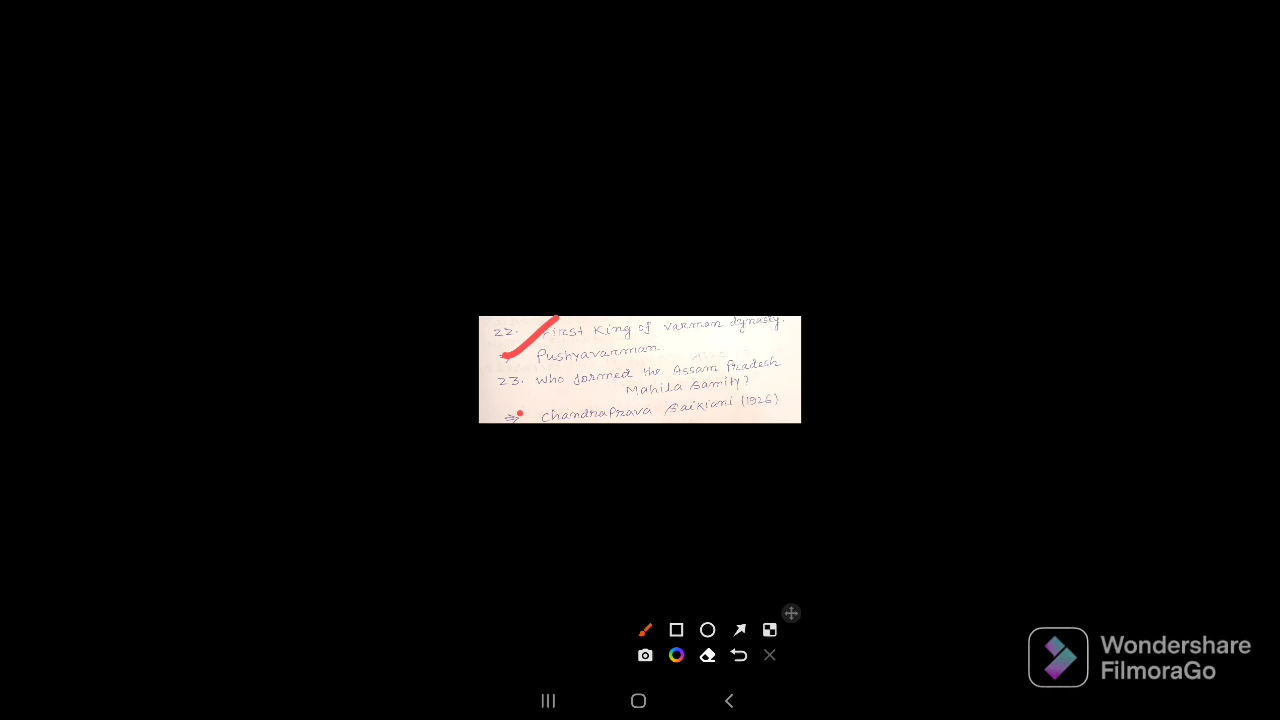 22. First King of Varman dynasty.
Pushyavarman
23. Who formed the Assam Pradesh
Mahila Samity?
⇒ ChandraPrava Saikiani (1926)
Wondershare
FilmoraGo